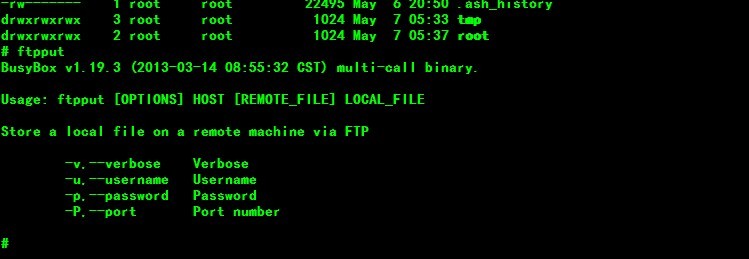 -rw------- 1 root root 22495 May 6 20:50 .ash_history
drwxrwxrwx 3 root root 1024 May 7 05:33 tmp
drwxrwxrwx 2 root root 1024 May 7 05:37 root
# ftpput
BusyBox v1.19.3 (2013-03-14 08:55:32 CST) multi-call binary.
Usage: ftpput [OPTIONS] HOST [REMOTE_FILE] LOCAL_FILE
Store a local file on a remote machine via FTP
-v,--verbose Verbose
-u,--username Username
-p,--password Password
-P,--port Port number
#